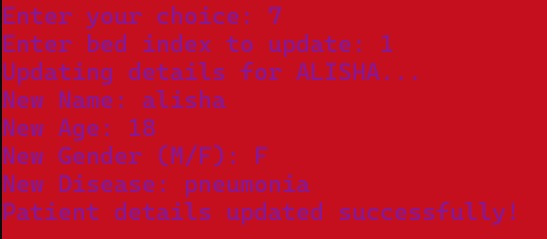 Enter your choice: 7
Enter bed index to update: 1
Updating details for ALISHA...
New Name: alisha
New Age: 18
New Gender (M/F): F
New Disease: pneumonia
Patient details updated successfully!